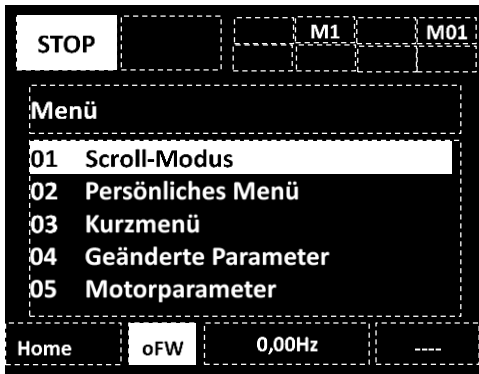 STOP M1 M01
Menü
01 Scroll-Modus
02 Persönliches Menü
03 Kurzmenü
04 Geänderte Parameter
05 Motorparameter
Home oFW 0,00Hz ----